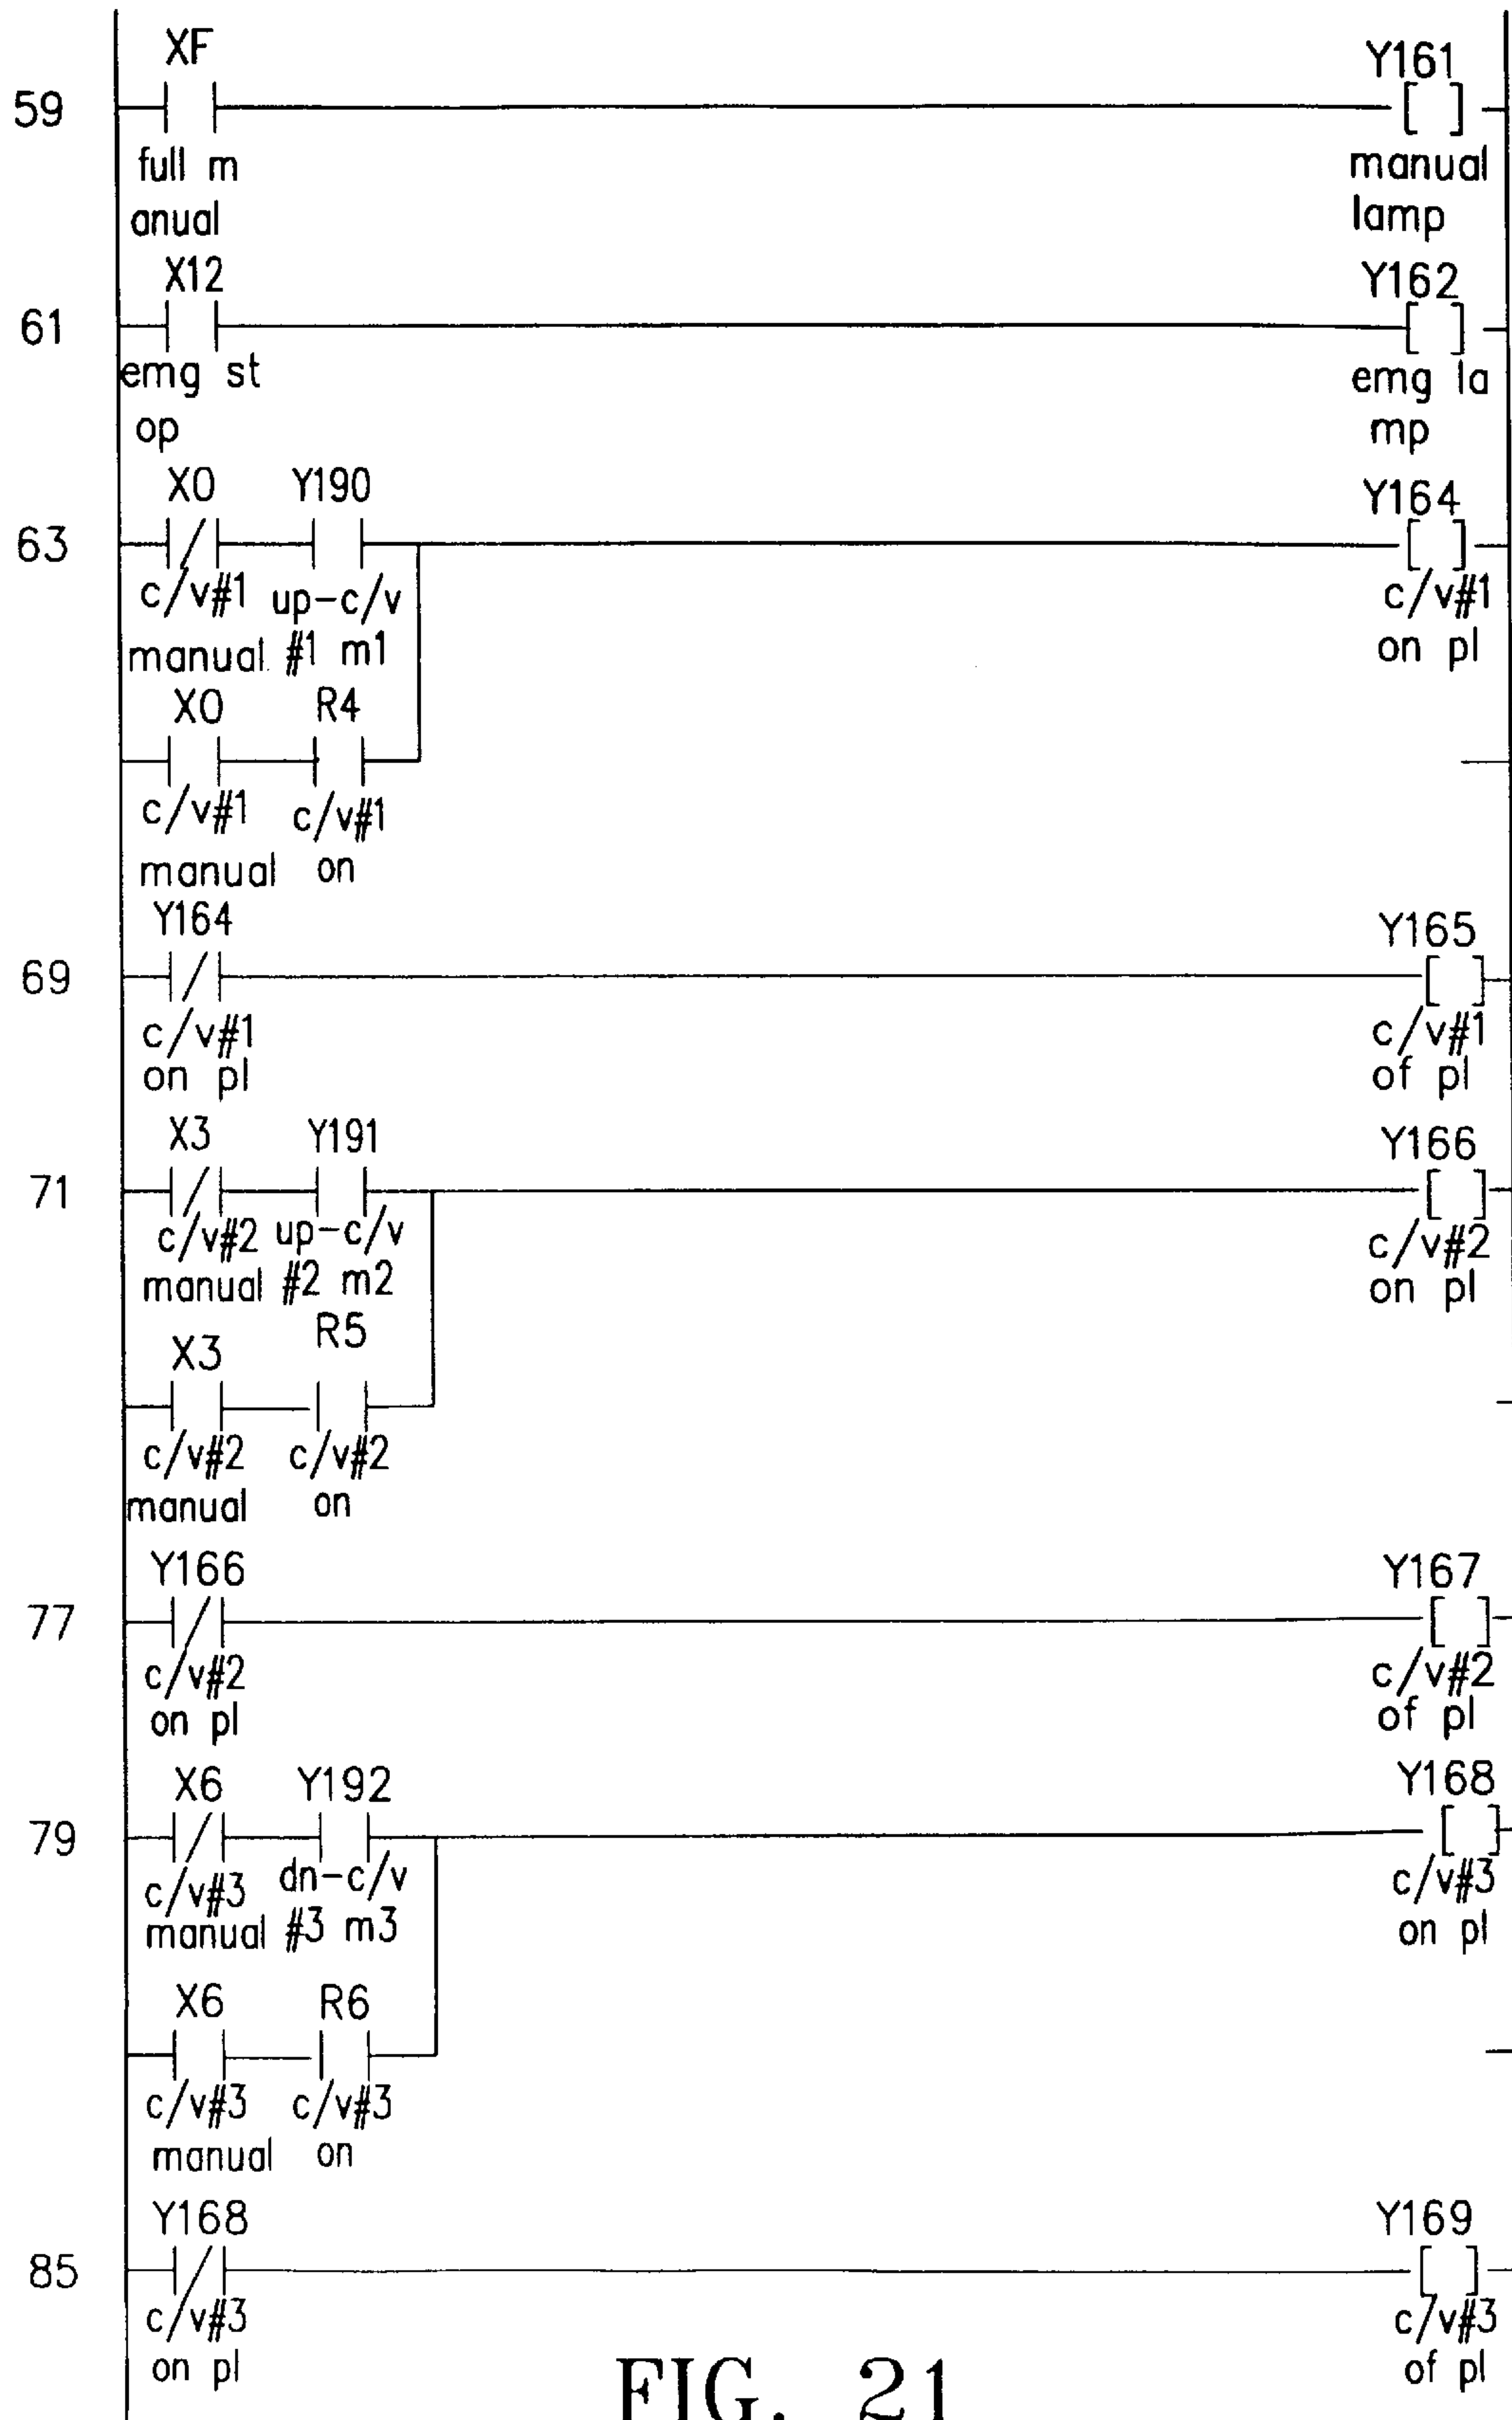 XF Y161
59 [ ]
full m manual
anual lamp
X12 Y162
61 [ ]
emg st emg la
op mp
X0 Y190 Y164
63 [ ]
c/v#1 up-c/v c/v#1
manual #1 m1 on pl
X0 R4
c/v#1 c/v#1
manual on
Y164 Y165
69 [ ]
c/v#1 c/v#1
on pl of pl
X3 Y191 Y166
71 [ ]
c/v#2 up-c/v c/v#2
manual #2 m2 on pl
X3 R5
c/v#2 c/v#2
manual on
Y166 Y167
77 [ ]
c/v#2 c/v#2
on pl of pl
X6 Y192 Y168
79 [ ]
c/v#3 dn-c/v c/v#3
manual #3 m3 on pl
X6 R6
c/v#3 c/v#3
manual on
Y168 Y169
85 [ ]
c/v#3 c/v#3
on pl of pl
FIG. 21